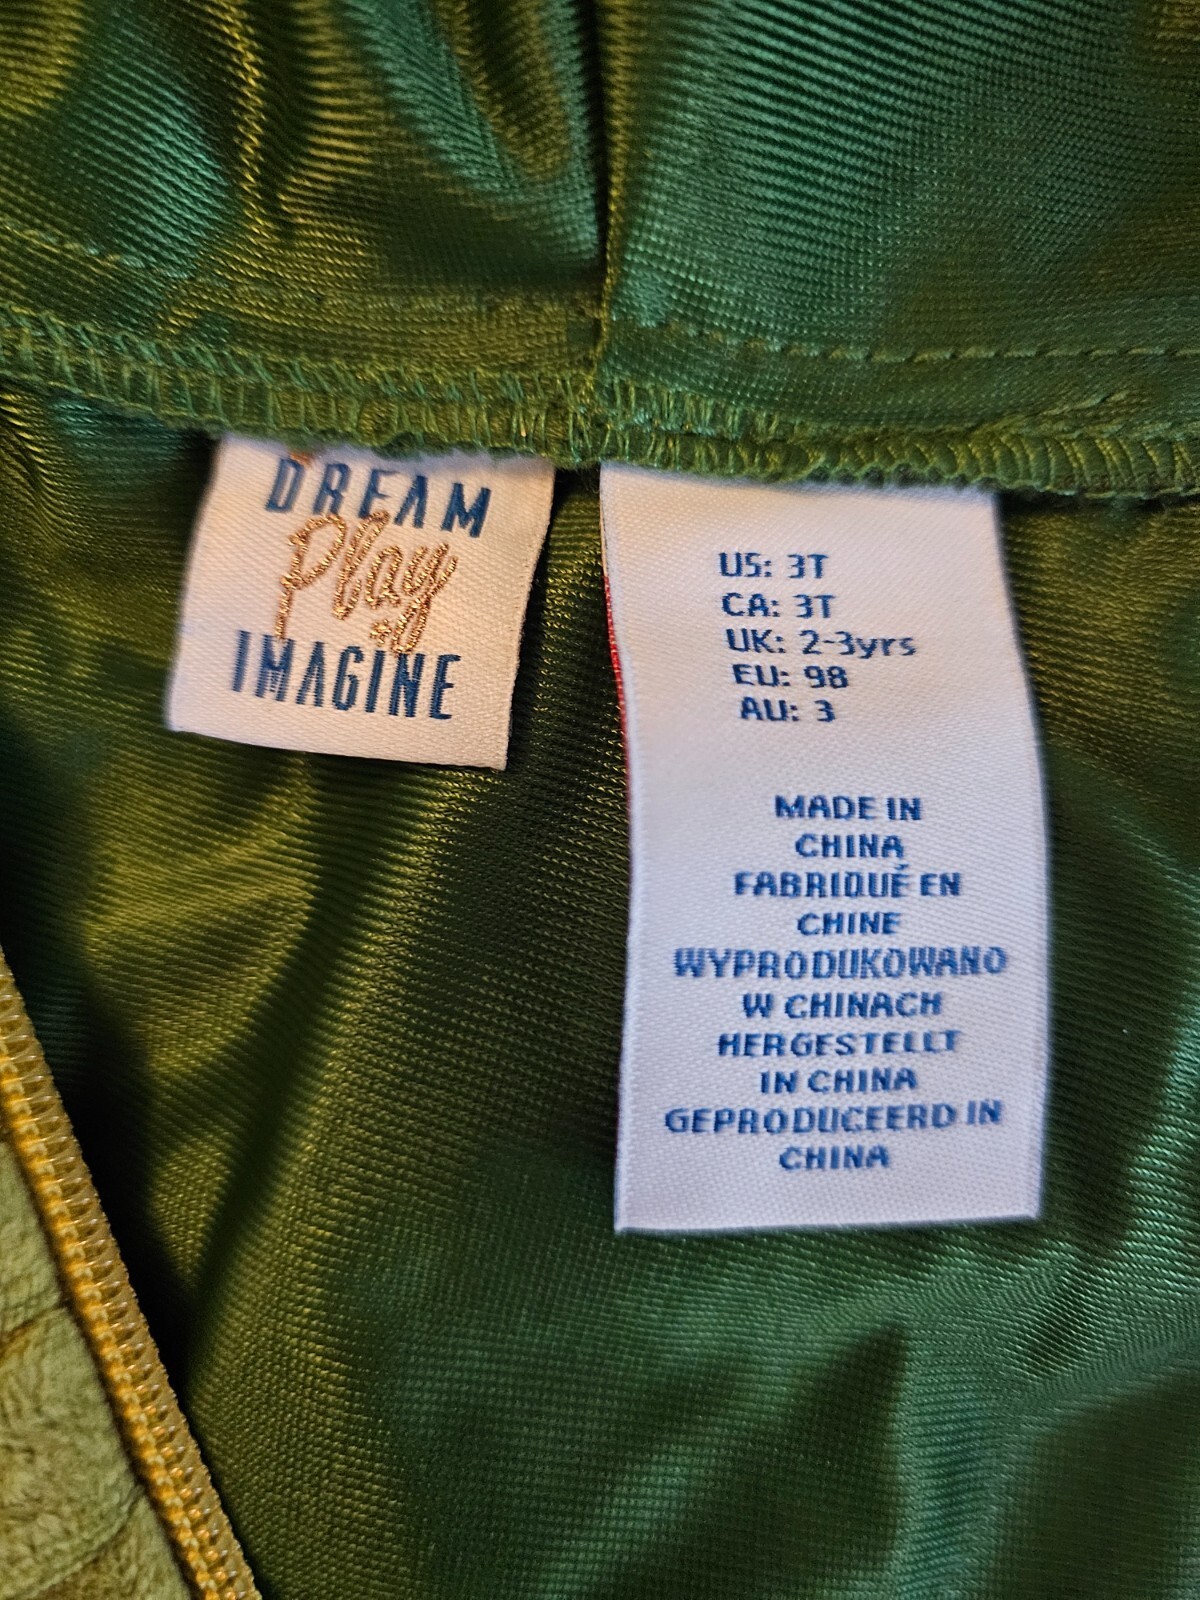 DREAM
Play
IMAGINE
US: 3T
CA: 3T
UK: 2-3yrs
EU: 98
AU: 3
MADE IN
CHINA
FABRIQUÉ EN
CHINE
WYPRODUKOWANO
W CHINACH
HERGESTELLT
IN CHINA
GEPRODUCEERD IN
CHINA